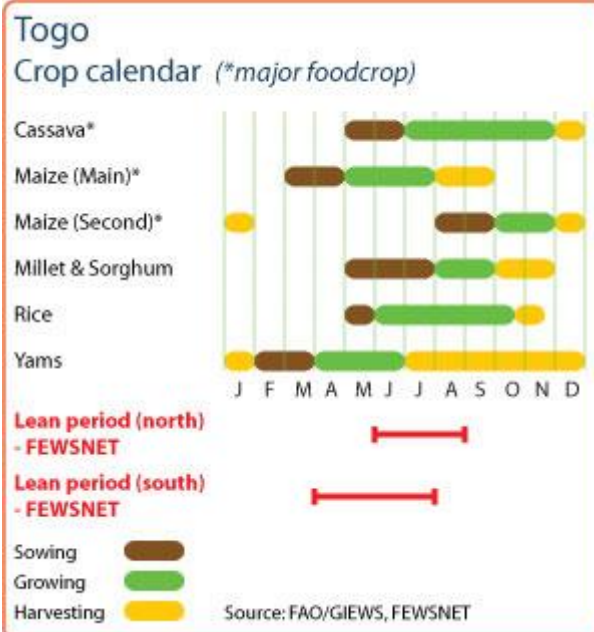 Togo
Crop calendar (*major foodcrop)
Cassava*
Maize (Main)*
Maize (Second)*
Millet & Sorghum
Rice
Yams
J F M A M J J A S O N D
Lean period (north)
- FEWSNET
Lean period (south)
- FEWSNET
Sowing
Growing
Harvesting Source: FAO/GIEWS, FEWSNET